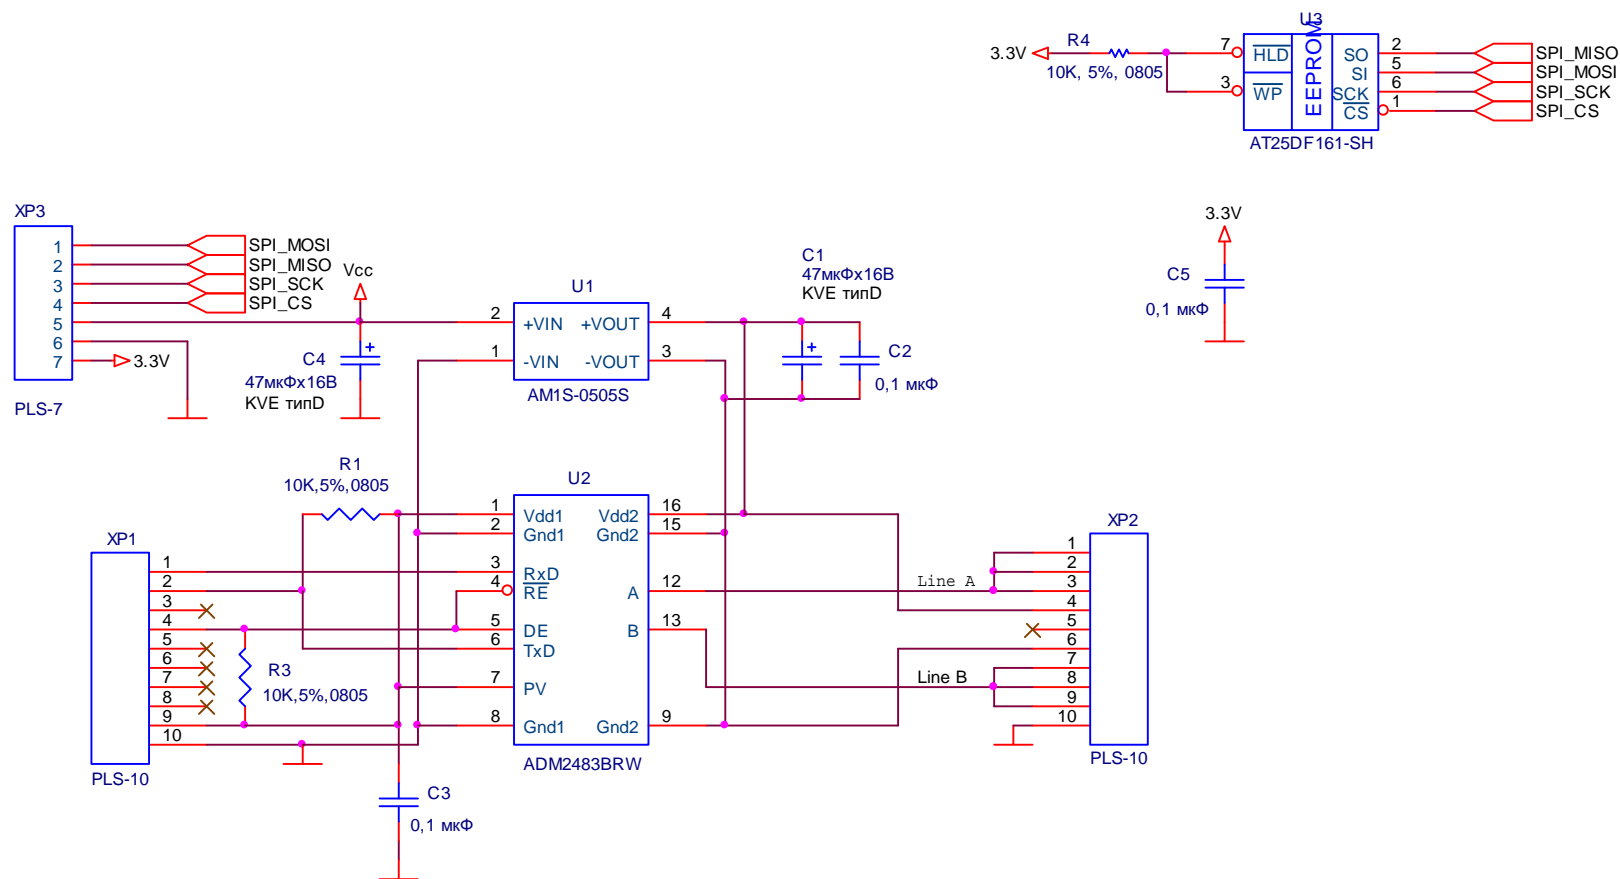 U3
3.3V
R4
10K, 5%, 0805
7
3
HLD
WP
EEPROM
SO
SI
SCK
CS
2
5
6
1
SPI_MISO
SPI_MOSI
SPI_SCK
SPI_CS
AT25DF161-SH
XP3
1
2
3
4
5
6
7
SPI_MOSI
SPI_MISO
SPI_SCK
SPI_CS
3.3V
PLS-7
Vcc
C4
47мкФх16В
KVE типD
U1
2
1
+VIN
-VIN
+VOUT
-VOUT
4
3
AM1S-0505S
C1
47мкФх16В
KVE типD
C2
0,1 мкФ
3.3V
C5
0,1 мкФ
R1
10K,5%,0805
XP1
1
2
3
4
5
6
7
8
9
10
PLS-10
R3
10K,5%,0805
U2
1
2
3
4
5
6
7
8
Vdd1
Gnd1
RxD
RE
DE
TxD
PV
Gnd1
Vdd2
Gnd2
A
B
Gnd2
16
15
12
13
9
ADM2483BRW
C3
0,1 мкФ
Line A
Line B
XP2
1
2
3
4
5
6
7
8
9
10
PLS-10